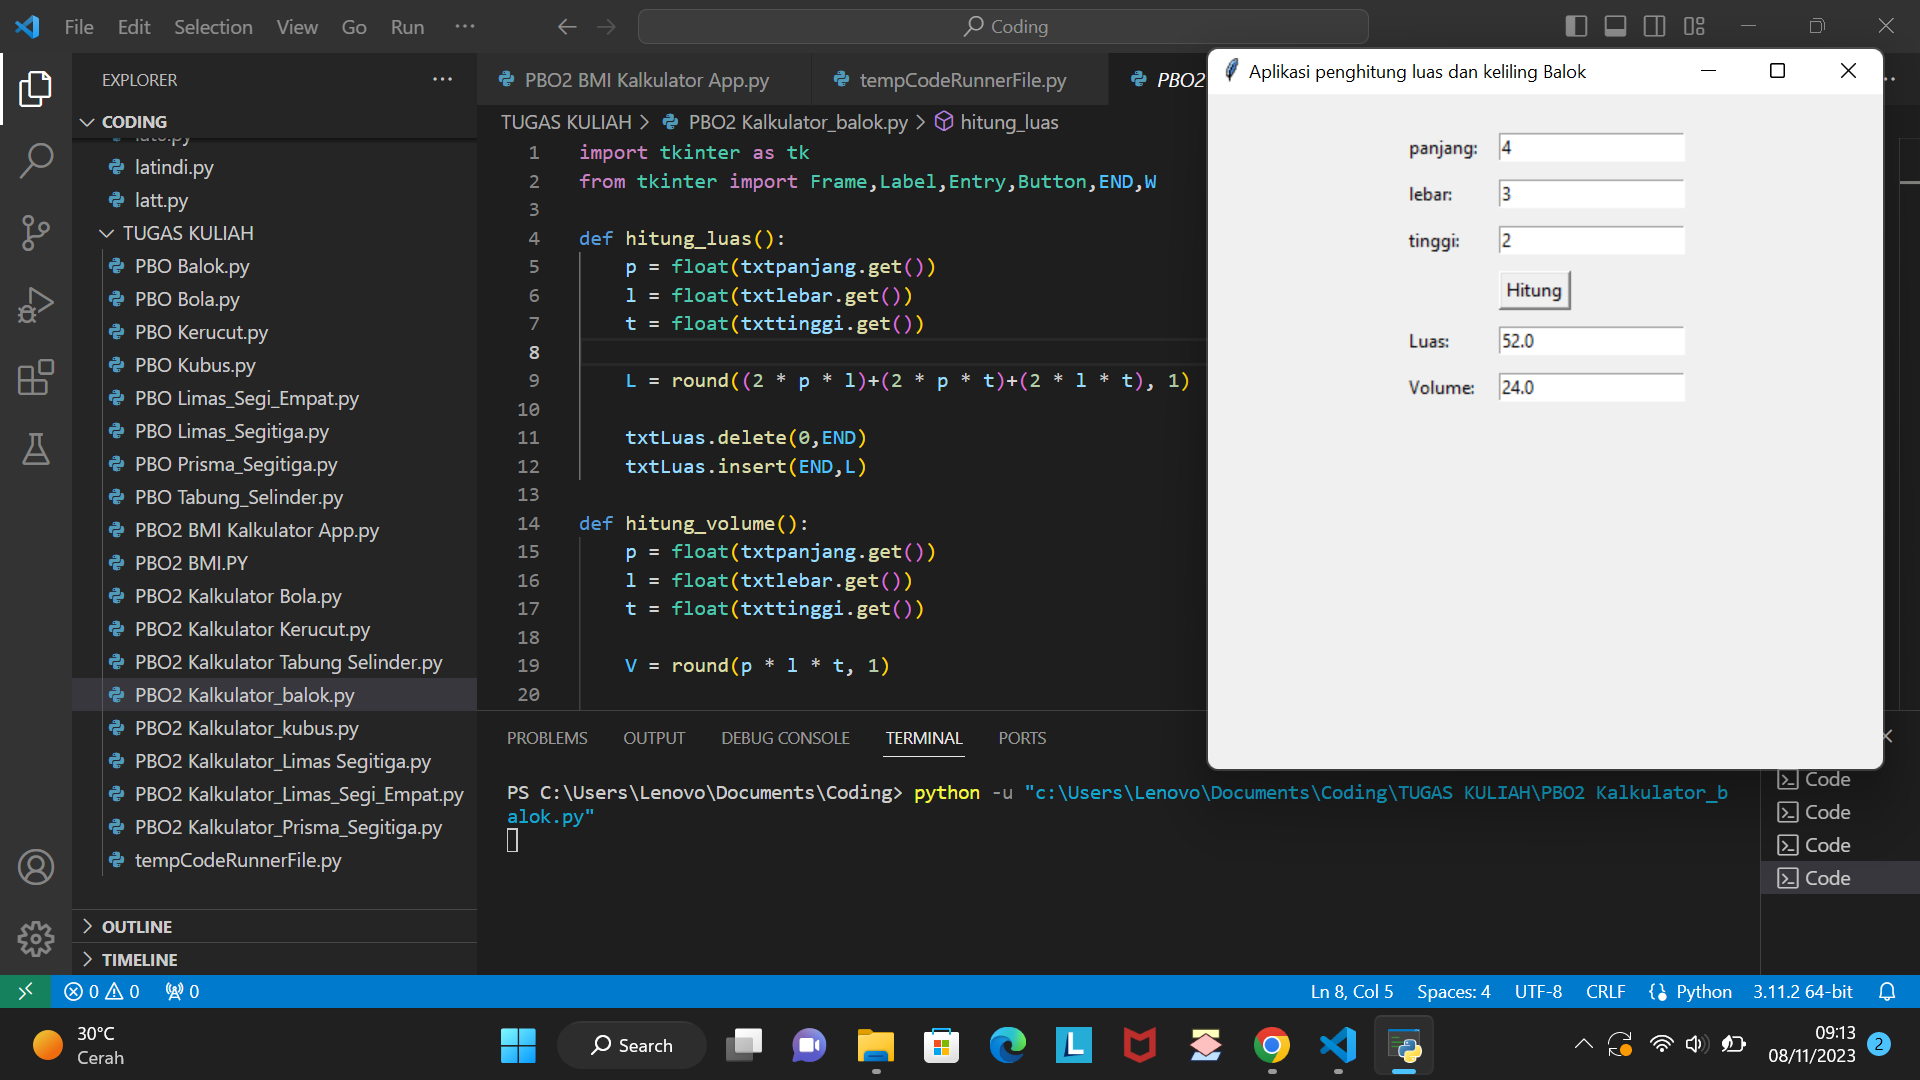 File Edit Selection View Go Run ··· Coding
EXPLORER ···
CODING
latindi.py
latt.py
TUGAS KULIAH
PBO Balok.py
PBO Bola.py
PBO Kerucut.py
PBO Kubus.py
PBO Limas_Segi_Empat.py
PBO Limas_Segitiga.py
PBO Prisma_Segitiga.py
PBO Tabung_Selinder.py
PBO2 BMI Kalkulator App.py
PBO2 BMI.PY
PBO2 Kalkulator Bola.py
PBO2 Kalkulator Kerucut.py
PBO2 Kalkulator Tabung Selinder.py
PBO2 Kalkulator_balok.py
PBO2 Kalkulator_kubus.py
PBO2 Kalkulator_Limas Segitiga.py
PBO2 Kalkulator_Limas_Segi_Empat.py
PBO2 Kalkulator_Prisma_Segitiga.py
tempCodeRunnerFile.py
OUTLINE
TIMELINE
PBO2 BMI Kalkulator App.py tempCodeRunnerFile.py PBO2
TUGAS KULIAH > PBO2 Kalkulator_balok.py > hitung_luas
1 import tkinter as tk
2 from tkinter import Frame,Label,Entry,Button,END,W
3
4 def hitung_luas():
5 p = float(txtpanjang.get())
6 l = float(txtlebar.get())
7 t = float(txttinggi.get())
8
9 L = round((2 * p * l)+(2 * p * t)+(2 * l * t), 1)
10
11 txtLuas.delete(0,END)
12 txtLuas.insert(END,L)
13
14 def hitung_volume():
15 p = float(txtpanjang.get())
16 l = float(txtlebar.get())
17 t = float(txttinggi.get())
18
19 V = round(p * l * t, 1)
20
Aplikasi penghitung luas dan keliling Balok
panjang: 4
lebar: 3
tinggi: 2
Hitung
Luas: 52.0
Volume: 24.0
PROBLEMS OUTPUT DEBUG CONSOLE TERMINAL PORTS
PS C:\Users\Lenovo\Documents\Coding> python -u "c:\Users\Lenovo\Documents\Coding\TUGAS KULIAH\PBO2 Kalkulator_b
alok.py"
Code
Code
Code
Code
0 0 0 Ln 8, Col 5 Spaces: 4 UTF-8 CRLF Python 3.11.2 64-bit
30°C
Cerah
Search
09:13
08/11/2023 2